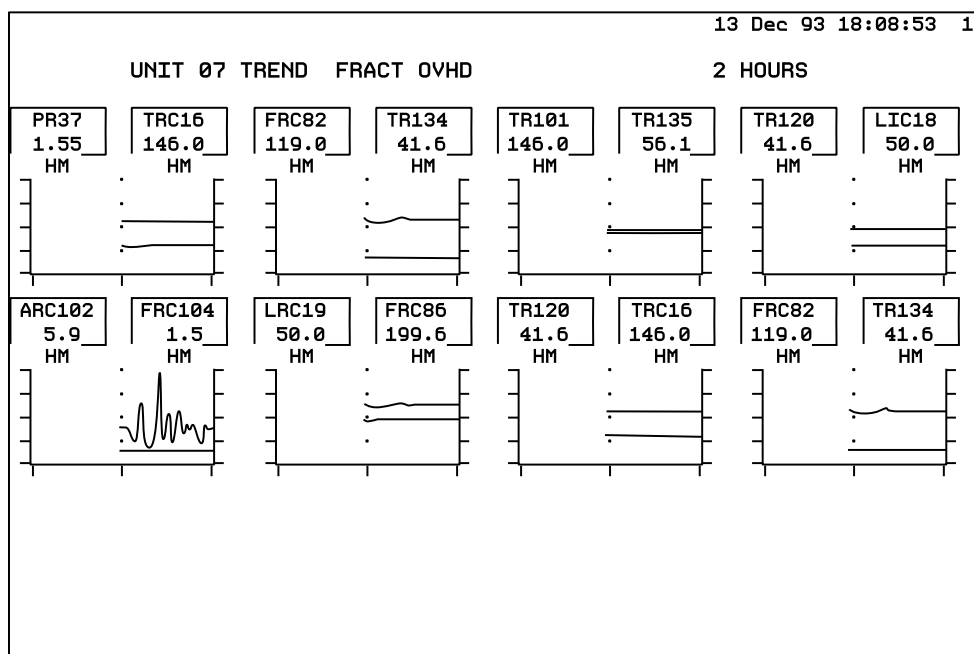 13 Dec 93 18:08:53 1
UNIT 07 TREND FRACT OVHD 2 HOURS
PR37 TRC16 FRC82 TR134 TR101 TR135 TR120 LIC18
1.55 146.0 119.0 41.6 146.0 56.1 41.6 50.0
HM HM HM HM HM HM HM HM
ARC102 FRC104 LRC19 FRC86 TR120 TRC16 FRC82 TR134
5.9 1.5 50.0 199.6 41.6 146.0 119.0 41.6
HM HM HM HM HM HM HM HM